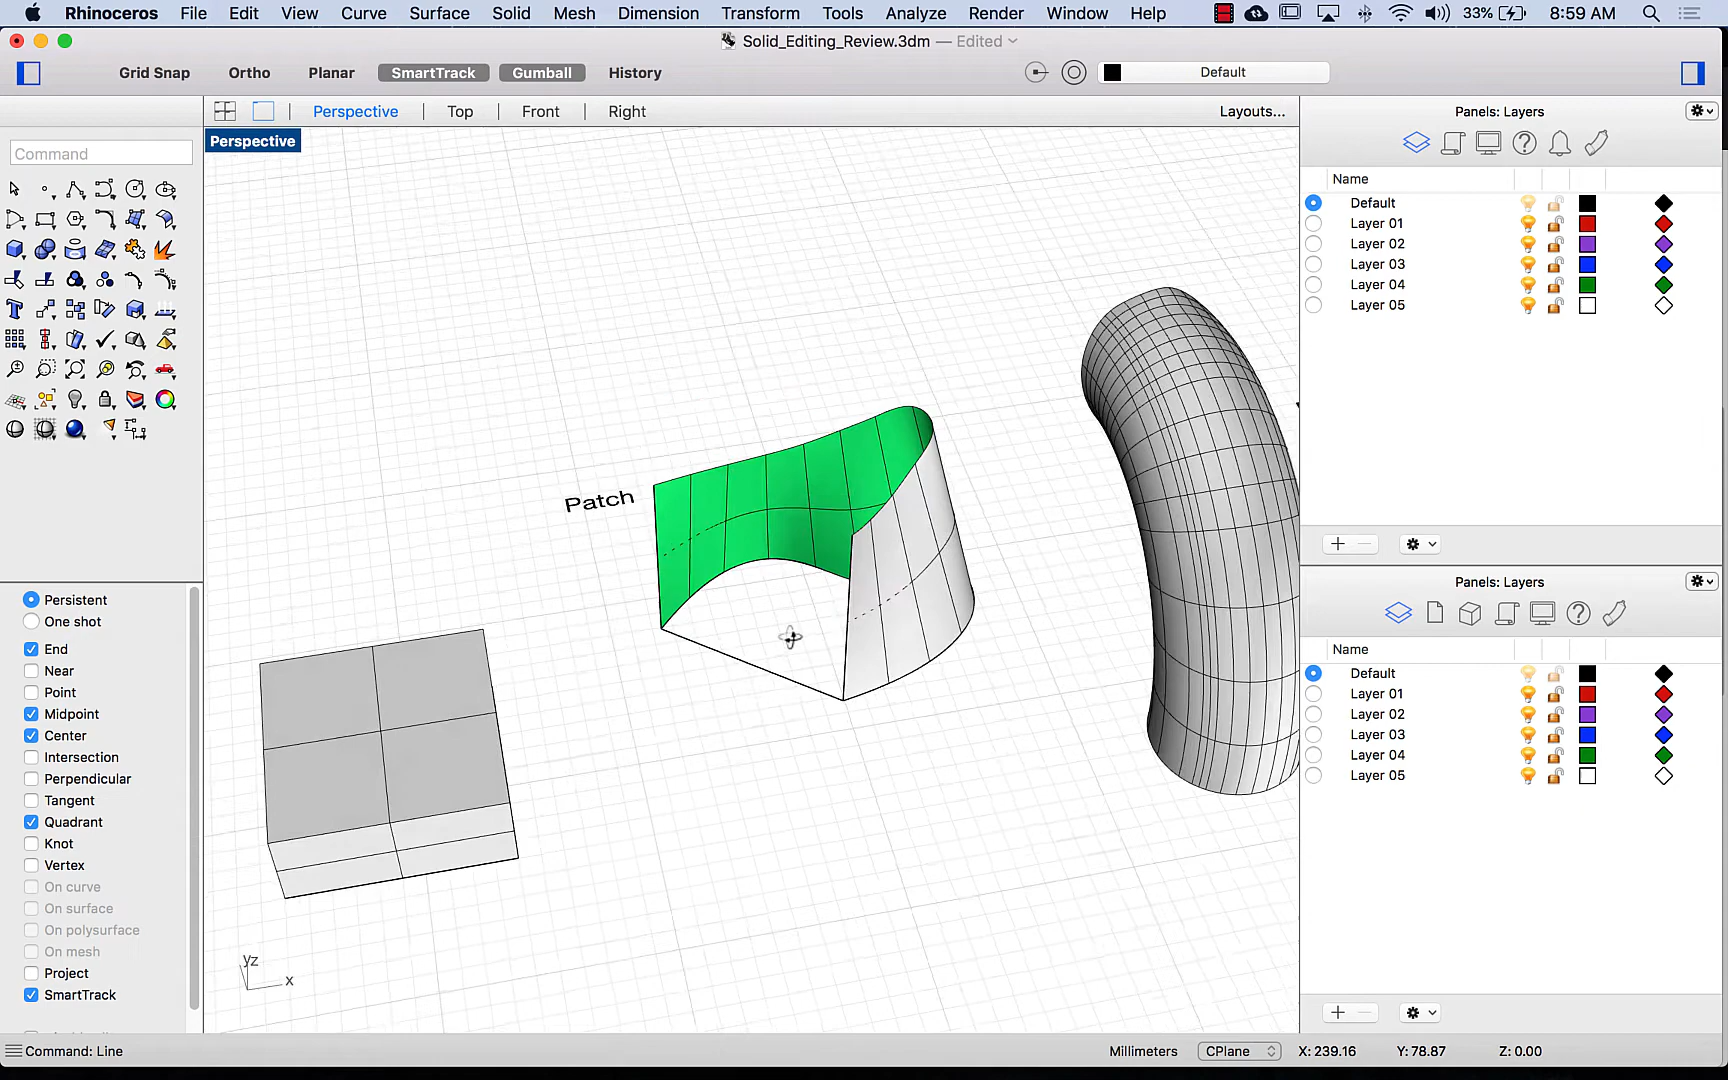 Rhinoceros File Edit View Curve Surface Solid Mesh Dimension Transform Tools Analyze Render Window Help 33% 8:59 AM
Solid_Editing_Review.3dm — Edited
Grid Snap Ortho Planar SmartTrack Gumball History Default
Perspective Top Front Right Layouts...
Perspective
Command
Patch
yz
x
Persistent
One shot
End
Near
Point
Midpoint
Center
Intersection
Perpendicular
Tangent
Quadrant
Knot
Vertex
On curve
On surface
On polysurface
On mesh
Project
SmartTrack
Panels: Layers
Name
Default
Layer 01
Layer 02
Layer 03
Layer 04
Layer 05
Panels: Layers
Name
Default
Layer 01
Layer 02
Layer 03
Layer 04
Layer 05
Command: Line Millimeters CPlane X: 239.16 Y: 78.87 Z: 0.00